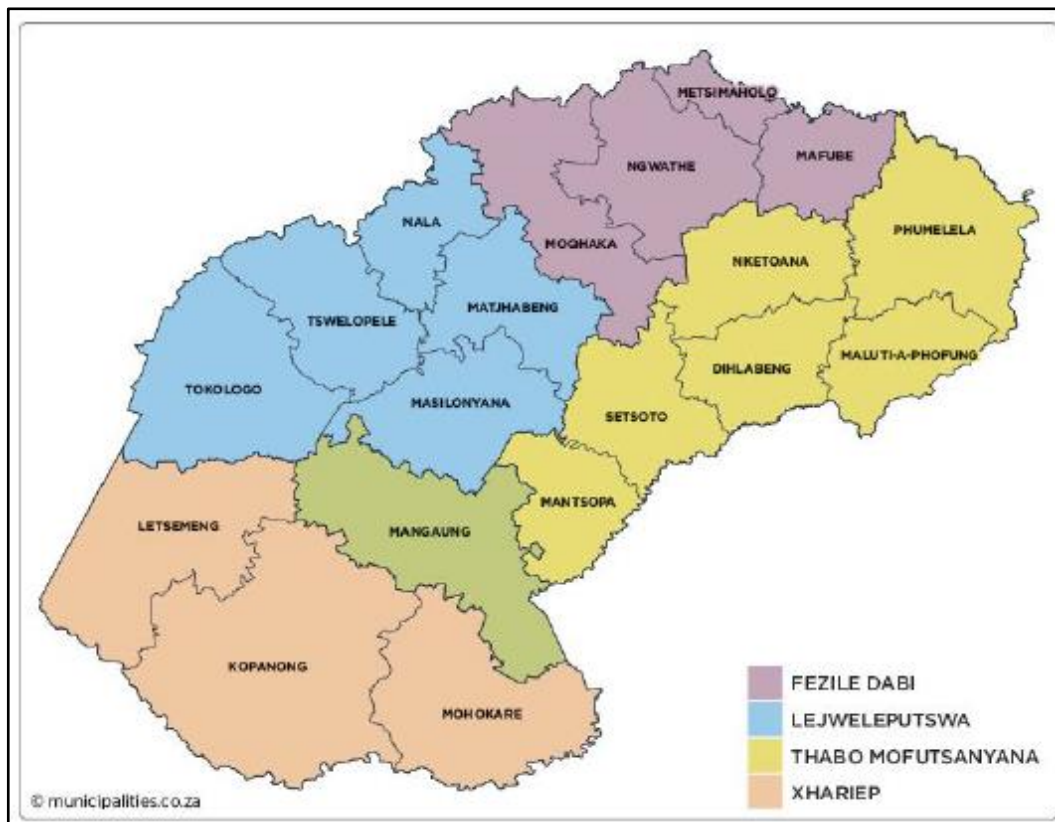 METSIMAHOLO
NGWATHE
MAFUBE
NALA
MOQHAKA
PHUMELELA
NKETOANA
MATJHABENG
TSWELOPELE
MALUTI-A-PHOFUNG
DIHLABENG
TOKOLOGO
MASILONYANA
SETSOTO
MANTSOPA
LETSEMENG
MANGAUNG
KOPANONG
MOHOKARE
FEZILE DABI
LEJWELEPUTSWA
THABO MOFUTSANYANA
XHARIEP
© municipalities.co.za